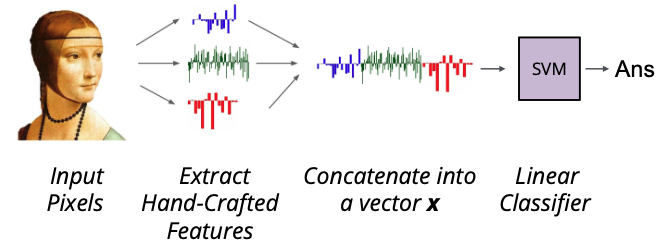 SVM
Ans
Input
Pixels
Extract
Hand-Crafted
Features
Concatenate into
a vector x
Linear
Classifier